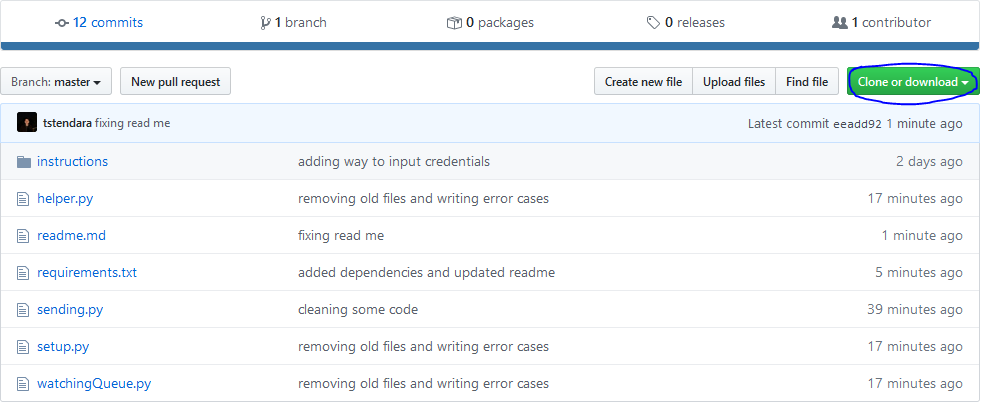 12 commits 1 branch 0 packages 0 releases 1 contributor
Branch: master New pull request Create new file Upload files Find file Clone or download
tstendara fixing read me Latest commit eeadd92 1 minute ago
instructions adding way to input credentials 2 days ago
helper.py removing old files and writing error cases 17 minutes ago
readme.md fixing read me 1 minute ago
requirements.txt added dependencies and updated readme 5 minutes ago
sending.py cleaning some code 39 minutes ago
setup.py removing old files and writing error cases 17 minutes ago
watchingQueue.py removing old files and writing error cases 17 minutes ago